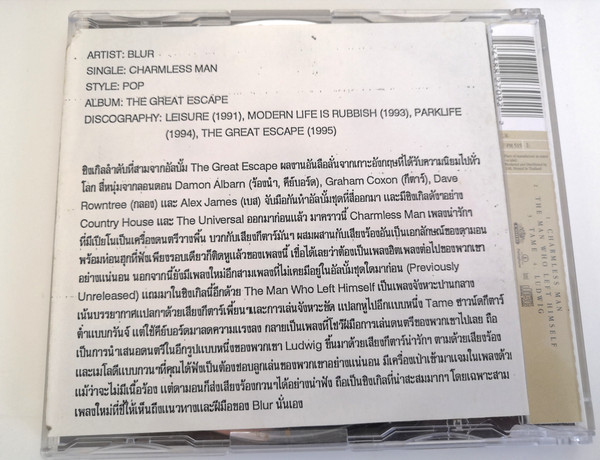 ARTIST: BLUR
SINGLE: CHARMLESS MAN
STYLE: POP
ALBUM: THE GREAT ESCAPE
DISCOGRAPHY: LEISURE (1991), MODERN LIFE IS RUBBISH (1993), PARKLIFE
(1994), THE GREAT ESCAPE (1995)
ซิงเกิลลำดับที่สามจากอัลบั้ม The Great Escape ผลงานอันลือลั่นจากเกาะอังกฤษที่ได้รับความนิยมไปทั่ว
โลก สี่หนุ่มจากลอนดอน Damon Albarn (ร้องนำ, คีย์บอร์ด), Graham Coxon (กีตาร์), Dave
Rowntree (กลอง) และ Alex James (เบส) จับมือกันทำอัลบั้มชุดที่สี่ออกมา และมีซิงเกิลดังๆอย่าง
Country House และ The Universal ออกมาก่อนแล้ว มาคราวนี้ Charmless Man เพลงน่ารักๆ
ที่มีเปียโนเป็นเครื่องดนตรีวางพื้น บวกกับเสียงกีตาร์มันๆ ผสมผสานกับเสียงร้องอันเป็นเอกลักษณ์ของดามอน
พร้อมท่อนฮุกที่ฟังเพียงรอบเดียวก็ติดหูแล้วของเพลงนี้ เชื่อได้เลยว่าต้องเป็นเพลงฮิตเพลงต่อไปของพวกเขา
อย่างแน่นอน นอกจากนี้ยังมีเพลงใหม่อีกสามเพลงที่ไม่เคยมีอยู่ในอัลบั้มชุดใดมาก่อน (Previously
Unreleased) แถมมาในซิงเกิลนี้อีกด้วย The Man Who Left Himself เป็นเพลงจังหวะปานกลาง
เน้นบรรยากาศแปลกๆด้วยเสียงกีตาร์เพี้ยนๆและการเล่นจังหวะขัด แปลกหูไปอีกแบบหนึ่ง Tame ซาวนด์กีตาร์
ต่ำแบบกรันจ์ แต่ใช้คีย์บอร์ดมาลดความแรงลง กลายเป็นเพลงที่โชว์ฝีมือการเล่นดนตรีของพวกเขาไปเลย ถือ
เป็นการนำเสนอดนตรีในอีกรูปแบบหนึ่งของพวกเขา Ludwig ขึ้นมาด้วยเสียงกีตาร์น่ารักๆ ตามด้วยเสียงร้อง
และเมโลดีแบบกวนๆที่คุณได้ฟังเป็นต้องชอบลูกเล่นของพวกเขาอย่างแน่นอน มีเครื่องเป่าเข้ามาแจมในเพลงด้วย
แม้ว่าจะไม่มีเนื้อร้อง แต่ดามอนก็ส่งเสียงร้องกวนๆได้อย่างน่าฟัง ถือเป็นซิงเกิลที่น่าสะสมมากๆ โดยเฉพาะสาม
เพลงใหม่ที่ชี้ให้เห็นถึงแนวทางและฝีมือของ Blur นั่นเอง
CHARMLESS MAN
THE MAN WHO LEFT HIMSELF
TAME
LUDWIG